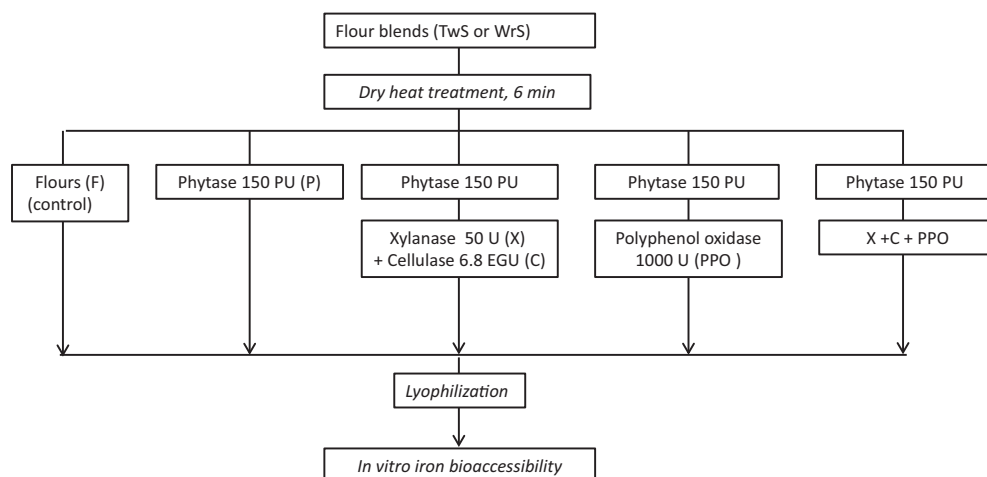 Flour blends (TwS or WrS)
Dry heat treatment, 6 min
Flours (F)
(control)
Phytase 150 PU (P)
Phytase 150 PU
Phytase 150 PU
Phytase 150 PU
Xylanase 50 U (X)
+ Cellulase 6.8 EGU (C)
Polyphenol oxidase
1000 U (PPO )
X +C + PPO
Lyophilization
In vitro iron bioaccessibility